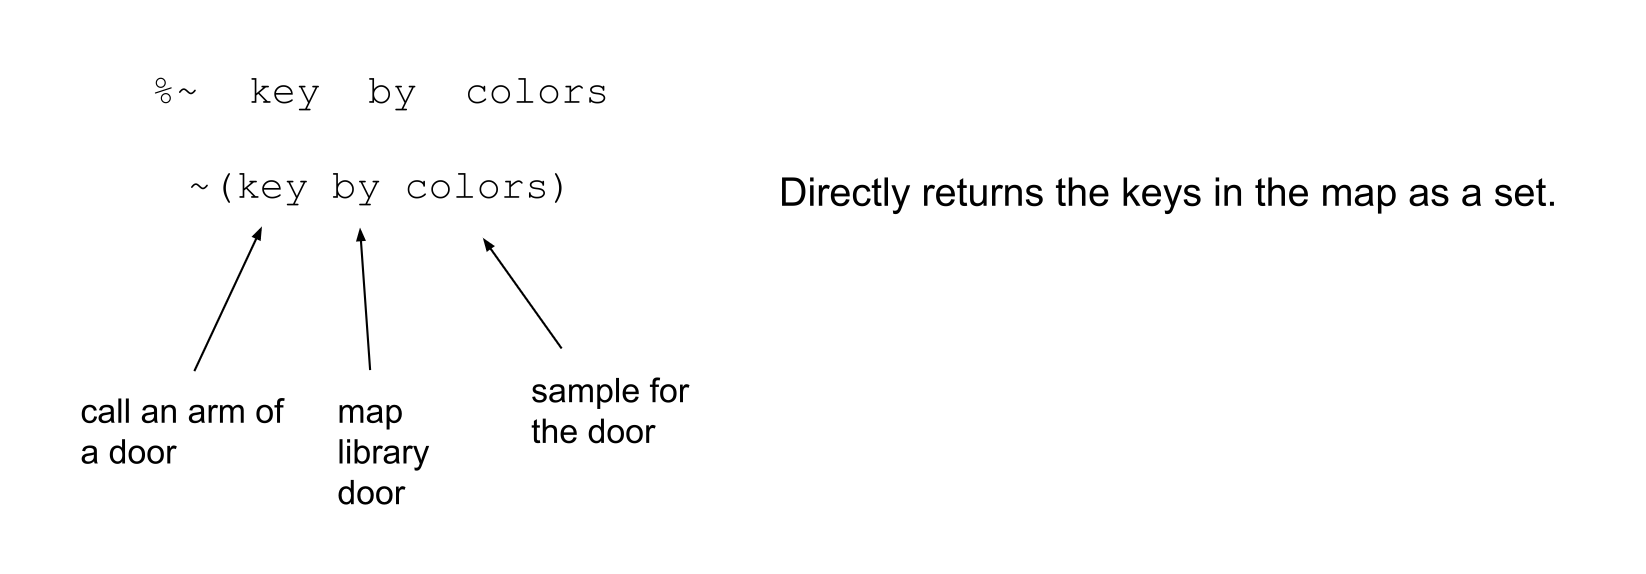 %~ key by colors
~(key by colors)
Directly returns the keys in the map as a set.
call an arm of
a door
map
library
door
sample for
the door